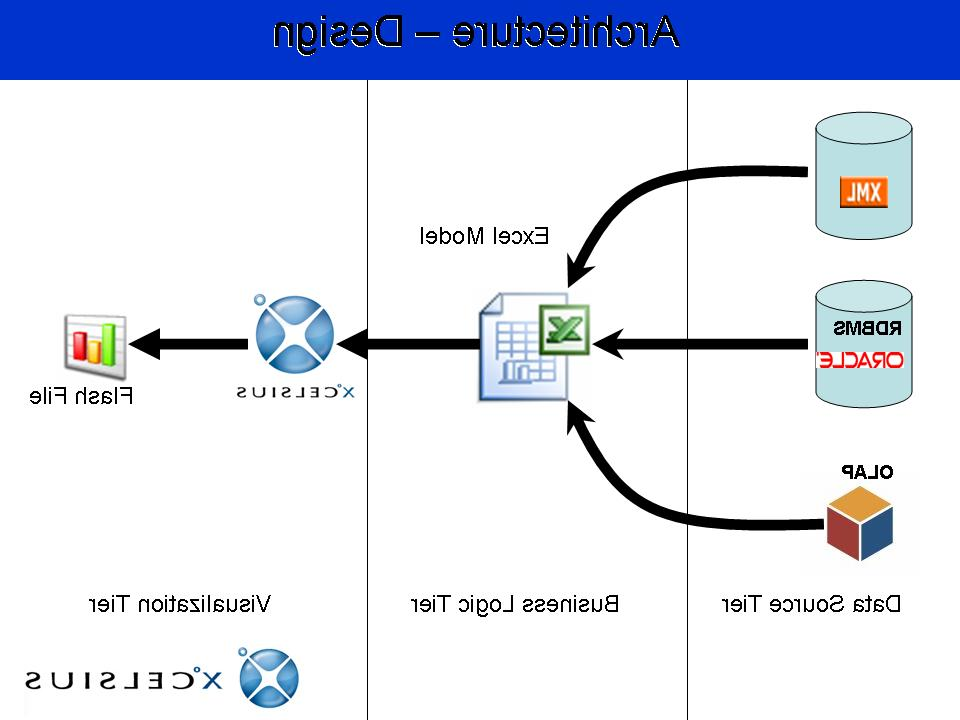 Architecture – Design
XML
Excel Model
RDBMS
ORACLE
XCELSIUS
Flash File
OLAP
Data Source Tier
Business Logic Tier
Visualization Tier
XCELSIUS